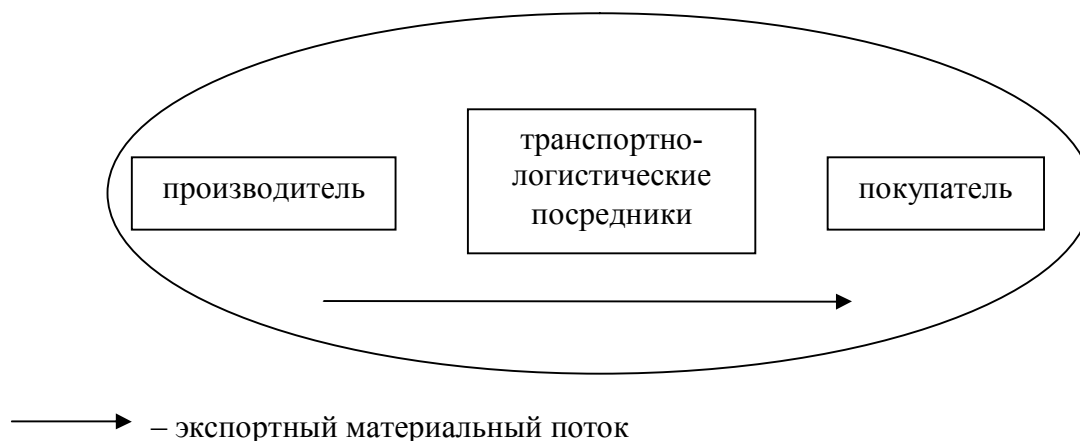 производитель
транспортно-
логистические
посредники
покупатель
– экспортный материальный поток